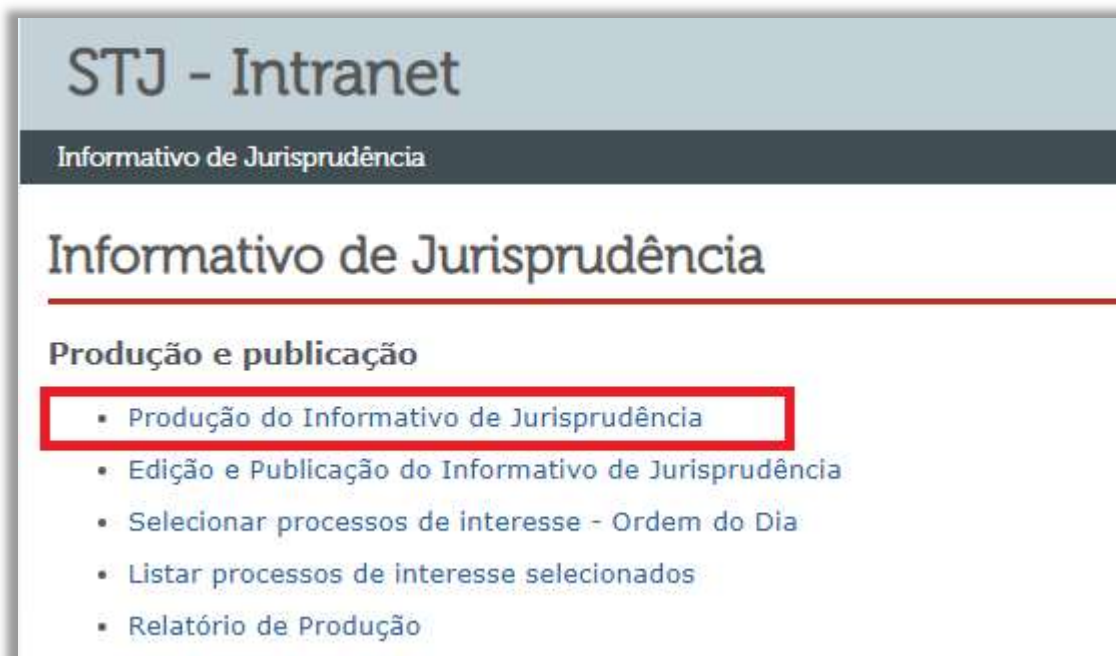 STJ - Intranet
Informativo de Jurisprudência
Informativo de Jurisprudência
Produção e publicação
• Produção do Informativo de Jurisprudência
• Edição e Publicação do Informativo de Jurisprudência
• Selecionar processos de interesse - Ordem do Dia
• Listar processos de interesse selecionados
• Relatório de Produção